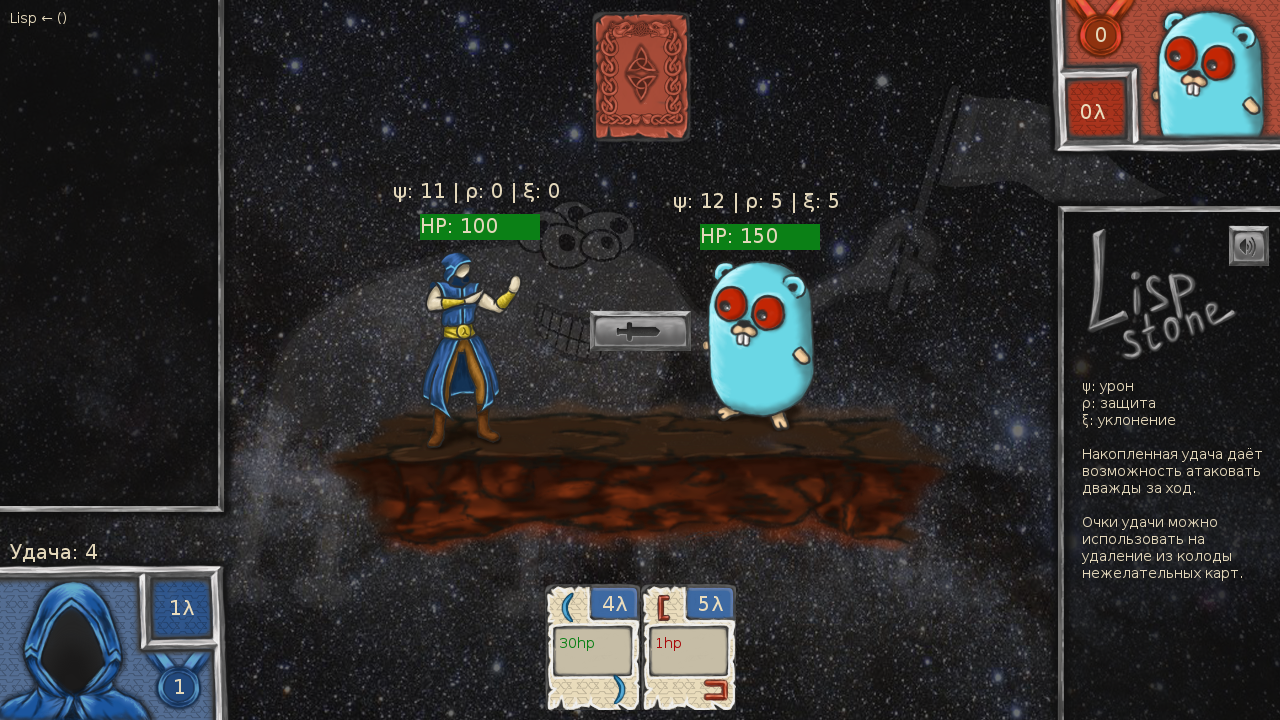 Lisp ← ()
0
0λ
ψ: 11 | ρ: 0 | ξ: 0
HP: 100
ψ: 12 | ρ: 5 | ξ: 5
HP: 150
Lisp
stone
ψ: урон
ρ: защита
ξ: уклонение
Накопленная удача даёт
возможность атаковать
дважды за ход.
Очки удачи можно
использовать на
удаление из колоды
нежелательных карт.
Удача: 4
1λ
1
( 4λ
30hp
)
[ 5λ
1hp
]